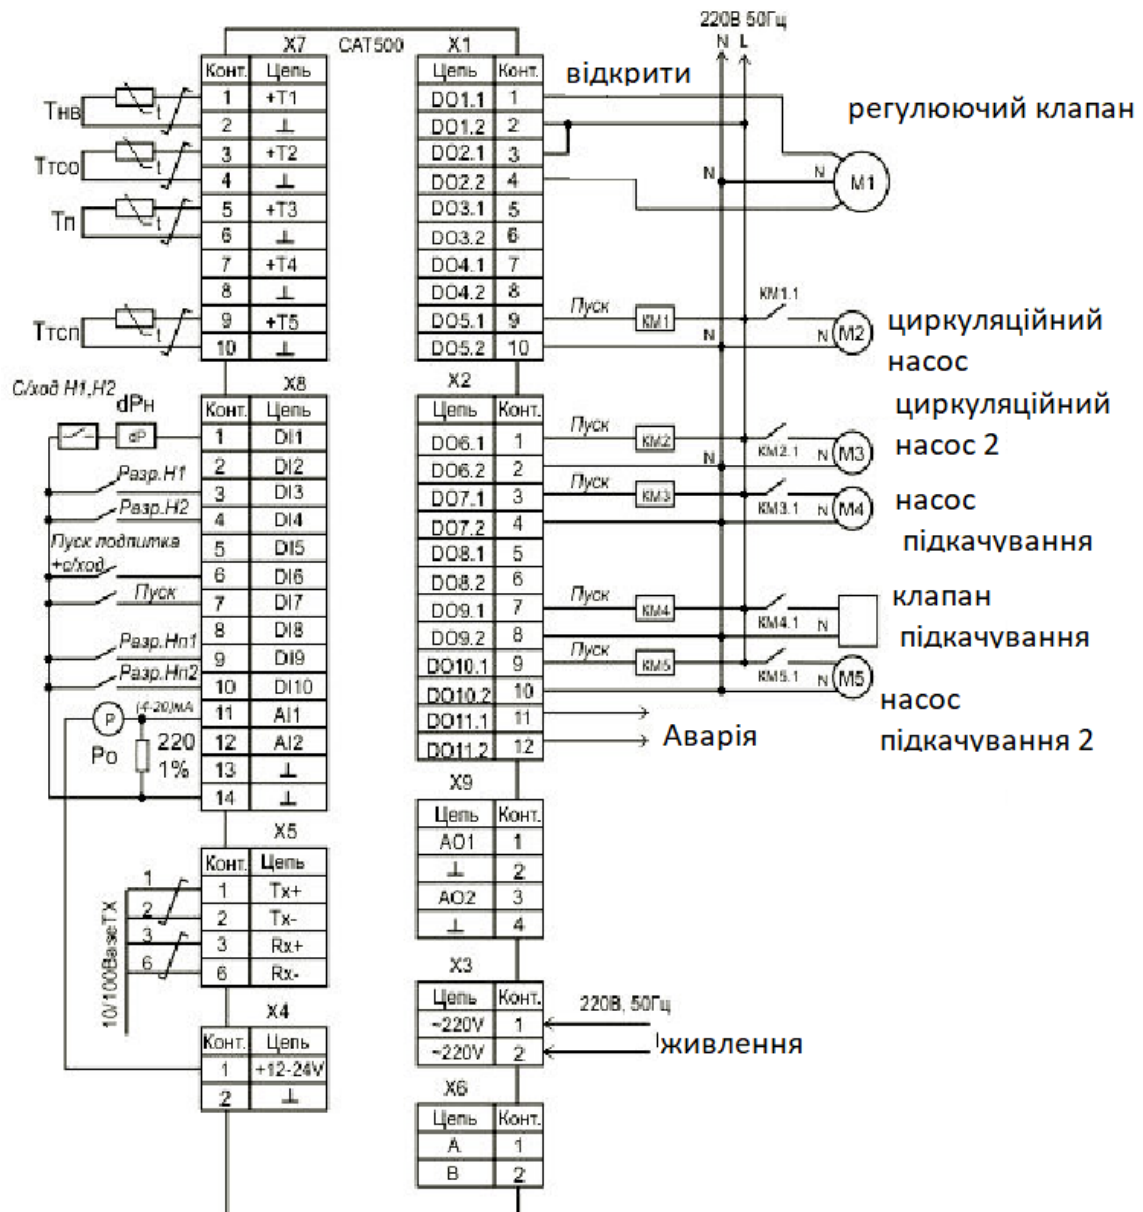 220В 50Гц
N L
X7 CAT500 X1
Конт. Цепь
1 +T1
2 ⊥
3 +T2
4 ⊥
5 +T3
6 ⊥
7 +T4
8 ⊥
9 +T5
10 ⊥
Тнв
t
Ттсо
t
Тп
t
Ттсп
t
Цепь Конт.
DO1.1 1
DO1.2 2
DO2.1 3
DO2.2 4
DO3.1 5
DO3.2 6
DO4.1 7
DO4.2 8
DO5.1 9
DO5.2 10
відкрити
регулюючий клапан
N N M1
Пуск KM1 KM1.1
N N M2
циркуляційний
насос
X8
С/ход Н1,Н2
dPн
dP
Конт. Цепь
1 DI1
2 DI2
3 DI3
4 DI4
5 DI5
6 DI6
7 DI7
8 DI8
9 DI9
10 DI10
11 AI1
12 AI2
13 ⊥
14 ⊥
Разр.Н1
Разр.Н2
Пуск подпитка
+с/ход
Пуск
Разр.Нп1
Разр.Нп2
(4-20)мА
P
Ро
220
1%
X2
Цепь Конт.
DO6.1 1
DO6.2 2
DO7.1 3
DO7.2 4
DO8.1 5
DO8.2 6
DO9.1 7
DO9.2 8
DO10.1 9
DO10.2 10
DO11.1 11
DO11.2 12
Пуск KM2 KM2.1
N N M3
циркуляційний
насос 2
Пуск KM3 KM3.1
N M4
насос
підкачування
Пуск KM4 KM4.1 N
клапан
підкачування
Пуск KM5 KM5.1 N M5
насос
підкачування 2
Аварія
X5
Конт. Цепь
1 1 Tx+
2 2 Tx-
3 3 Rx+
6 6 Rx-
10/100BaseTX
X4
Конт. Цепь
1 +12-24V
2 ⊥
X9
Цепь Конт.
AO1 1
⊥ 2
AO2 3
⊥ 4
X3
Цепь Конт.
~220V 1
~220V 2
220В, 50Гц
живлення
X6
Цепь Конт.
A 1
B 2